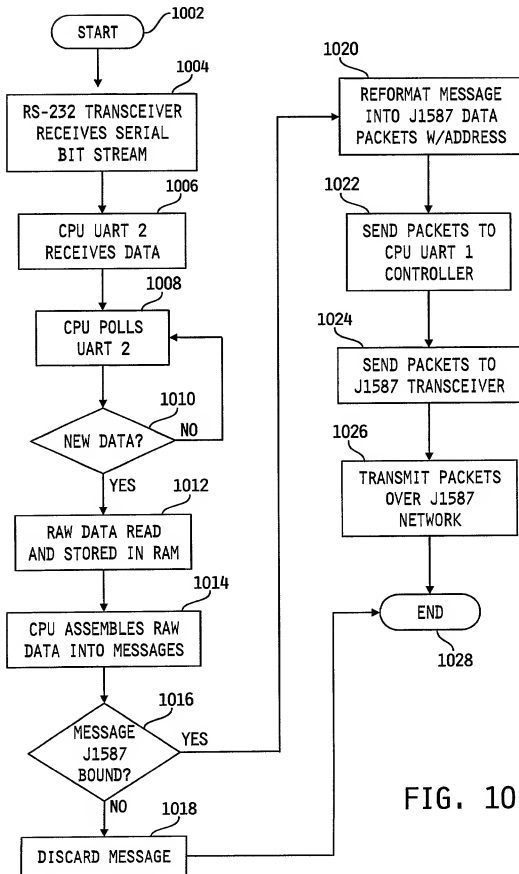 START
1002
1004
RS-232 TRANSCEIVER
RECEIVES SERIAL
BIT STREAM
1006
CPU UART 2
RECEIVES DATA
1008
CPU POLLS
UART 2
1010
NEW DATA?
NO
YES
1012
RAW DATA READ
AND STORED IN RAM
1014
CPU ASSEMBLES RAW
DATA INTO MESSAGES
1016
MESSAGE
J1587
BOUND?
YES
NO
1018
DISCARD MESSAGE
1020
REFORMAT MESSAGE
INTO J1587 DATA
PACKETS W/ADDRESS
1022
SEND PACKETS TO
CPU UART 1
CONTROLLER
1024
SEND PACKETS TO
J1587 TRANSCEIVER
1026
TRANSMIT PACKETS
OVER J1587
NETWORK
END
1028
FIG. 10